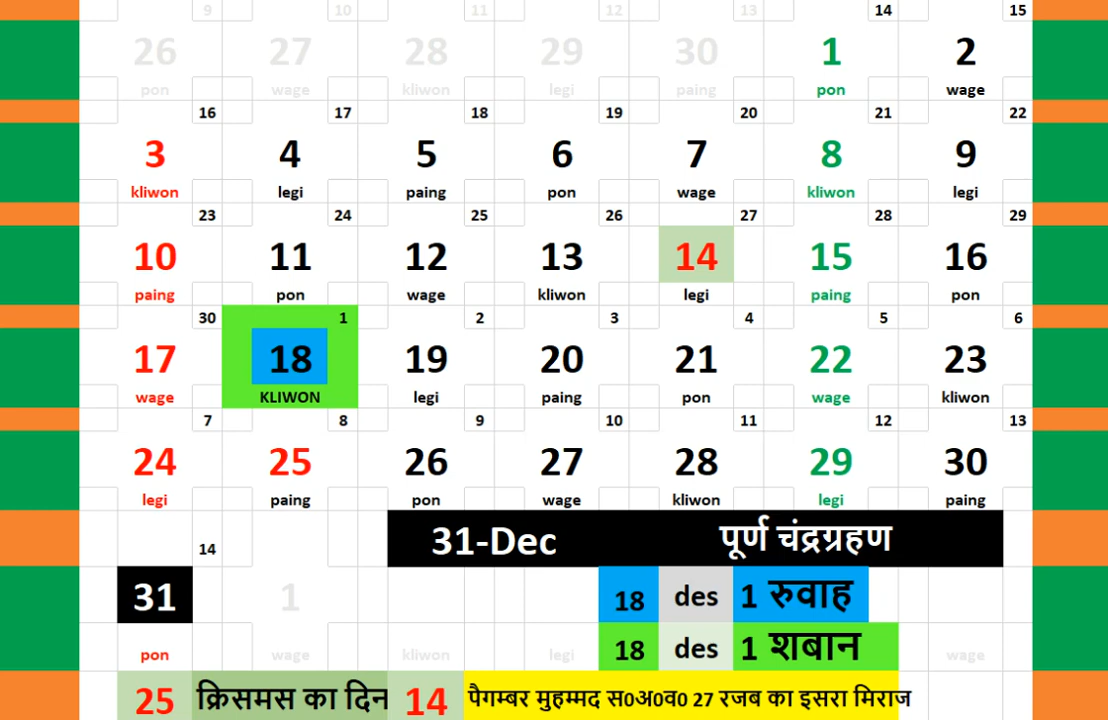 9 10 11 12 13 14 15
26 27 28 29 30 1 2
pon wage kliwon legi paing pon wage
16 17 18 19 20 21 22
3 4 5 6 7 8 9
kliwon legi paing pon wage kliwon legi
23 24 25 26 27 28 29
10 11 12 13 14 15 16
paing pon wage kliwon legi paing pon
30 1 2 3 4 5 6
17 18 19 20 21 22 23
wage KLIWON legi paing pon wage kliwon
7 8 9 10 11 12 13
24 25 26 27 28 29 30
legi paing pon wage kliwon legi paing
14 31-Dec पूर्ण चंद्रग्रहण
31 1 18 des 1 रुवाह
pon wage kliwon legi 18 des 1 शबान wage
25 क्रिसमस का दिन 14 पैगम्बर मुहम्मद स0अ0व0 27 रजब का इसरा मिराज